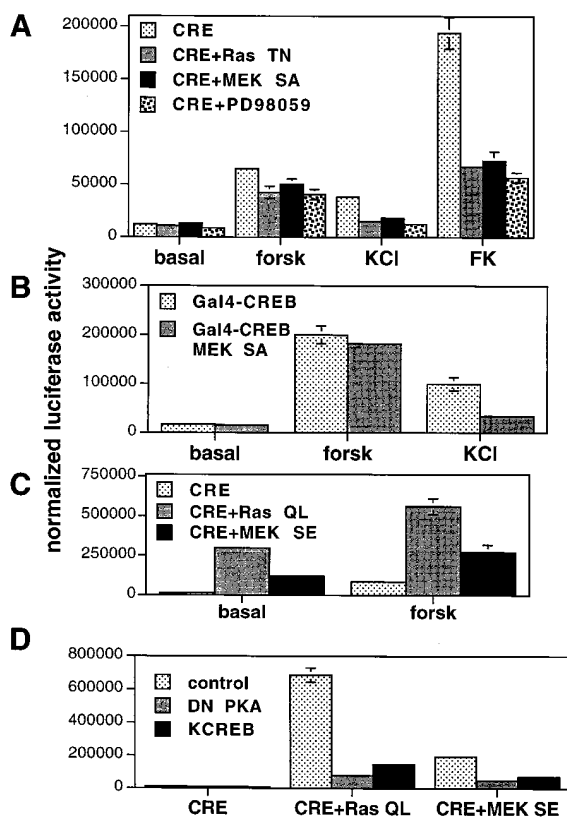 A
200000
150000
100000
50000
0
CRE
CRE+Ras TN
CRE+MEK SA
CRE+PD98059
basal forsk KCl FK
normalized luciferase activity
B
300000
200000
100000
0
Gal4-CREB
Gal4-CREB
MEK SA
basal forsk KCl
C
750000
500000
250000
0
CRE
CRE+Ras QL
CRE+MEK SE
basal forsk
D
800000
600000
400000
200000
0
control
DN PKA
KCREB
CRE CRE+Ras QL CRE+MEK SE